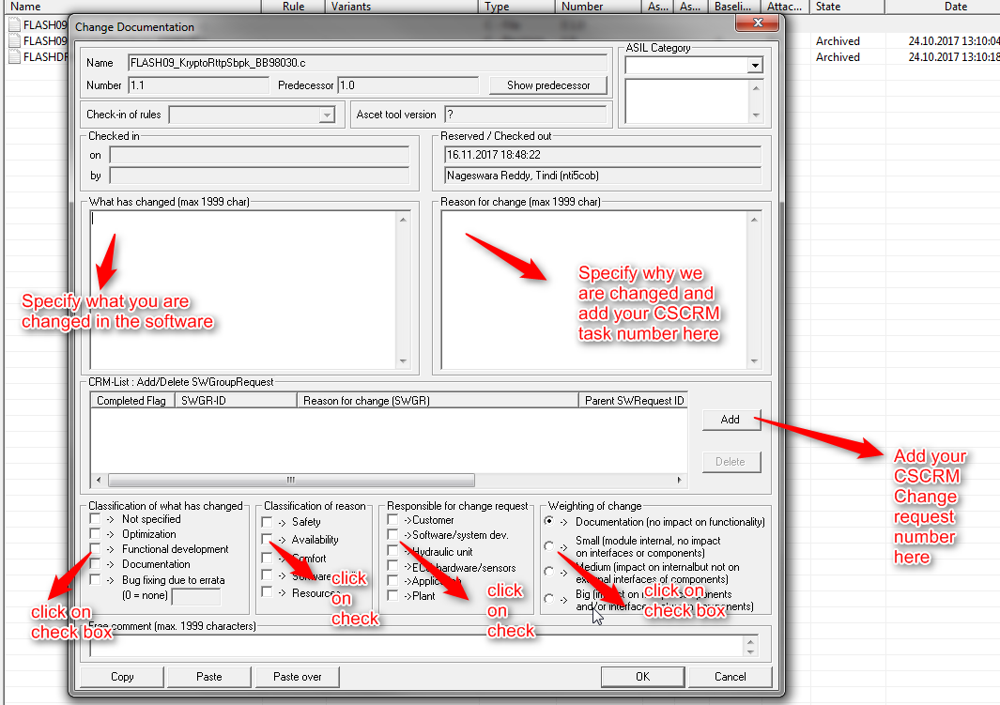 Name Rule Variants Type Number As... As... Baseli... Attac... State Date
FLASH09
FLASH09 Archived 24.10.2017 13:10:04
FLASHDF Archived 24.10.2017 13:10:18
Change Documentation
Name FLASH09_KryptoRttpSbpk_BB98030.c
Number 1.1 Predecessor 1.0 Show predecessor
ASIL Category
Check-in of rules
Ascet tool version ?
Checked in
on
by
Reserved / Checked out
16.11.2017 18:48:22
Nageswara Reddy, Tindi (nti5cob)
What has changed (max 1999 char)
Specify what you are
changed in the software
Reason for change (max 1999 char)
Specify why we
are changed and
add your CSCRM
task number here
CRM-List : Add/Delete SWGroupRequest
Completed Flag SWGR-ID Reason for change (SWGR) Parent SWRequest ID
Add
Delete
Add your
CSCRM
Change
request
number
here
Classification of what has changed
-> Not specified
-> Optimization
-> Functional development
-> Documentation
-> Bug fixing due to errata
(0 = none)
click on
check box
Classification of reason
-> Safety
-> Availability
-> Comfort
-> Software
-> Resources
click
on
check
Responsible for change request
->Customer
->Software/system dev.
->Hydraulic unit
->ECU hardware/sensors
->Application
->Plant
click
on
check
Weighting of change
-> Documentation (no impact on functionality)
-> Small (module internal, no impact
on interfaces or components)
-> Medium (impact on internalbut not on
external interfaces of components)
-> Big (impact on components
and/or interfaces components)
click on
check box
Free comment (max. 1999 characters)
Copy Paste Paste over OK Cancel